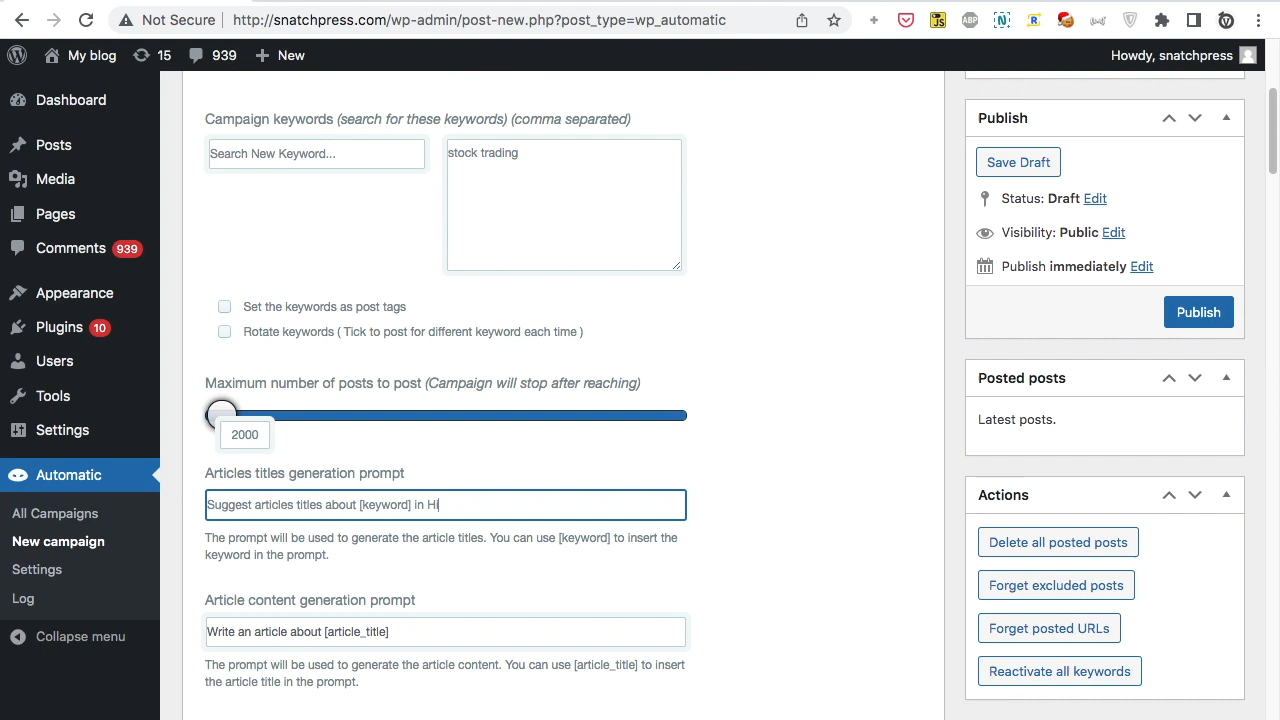 Not Secure
http://snatchpress.com/wp-admin/post-new.php?post_type=wp_automatic
My blog
15
939
New
Howdy, snatchpress
Dashboard
Posts
Media
Pages
Comments 939
Appearance
Plugins 10
Users
Tools
Settings
Automatic
All Campaigns
New campaign
Settings
Log
Collapse menu
Campaign keywords (search for these keywords) (comma separated)
Search New Keyword...
stock trading
Set the keywords as post tags
Rotate keywords ( Tick to post for different keyword each time )
Maximum number of posts to post (Campaign will stop after reaching)
2000
Articles titles generation prompt
Suggest articles titles about [keyword] in Hi
The prompt will be used to generate the article titles. You can use [keyword] to insert the
keyword in the prompt.
Article content generation prompt
Write an article about [article_title]
The prompt will be used to generate the article content. You can use [article_title] to insert
the article title in the prompt.
Publish
Save Draft
Status: Draft Edit
Visibility: Public Edit
Publish immediately Edit
Publish
Posted posts
Latest posts.
Actions
Delete all posted posts
Forget excluded posts
Forget posted URLs
Reactivate all keywords